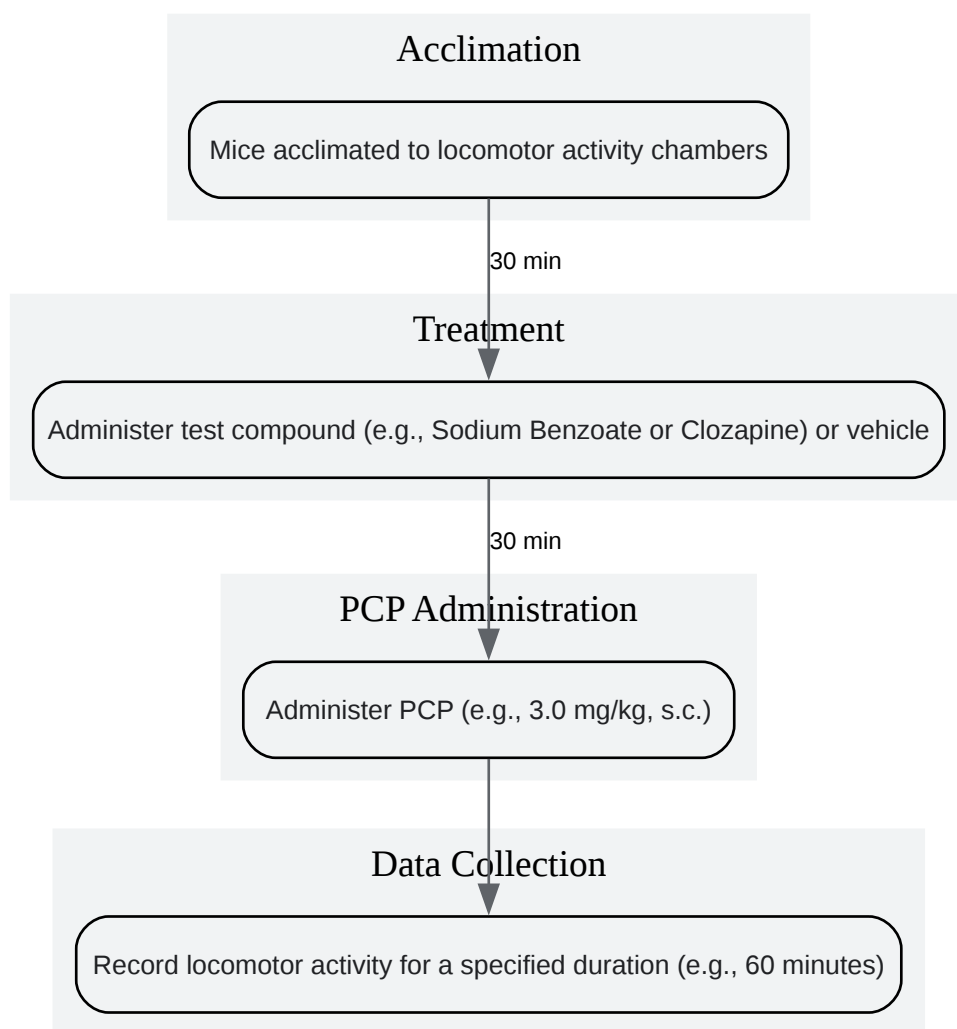 Acclimation
Mice acclimated to locomotor activity chambers
30 min
Treatment
Administer test compound (e.g., Sodium Benzoate or Clozapine) or vehicle
30 min
PCP Administration
Administer PCP (e.g., 3.0 mg/kg, s.c.)
Data Collection
Record locomotor activity for a specified duration (e.g., 60 minutes)